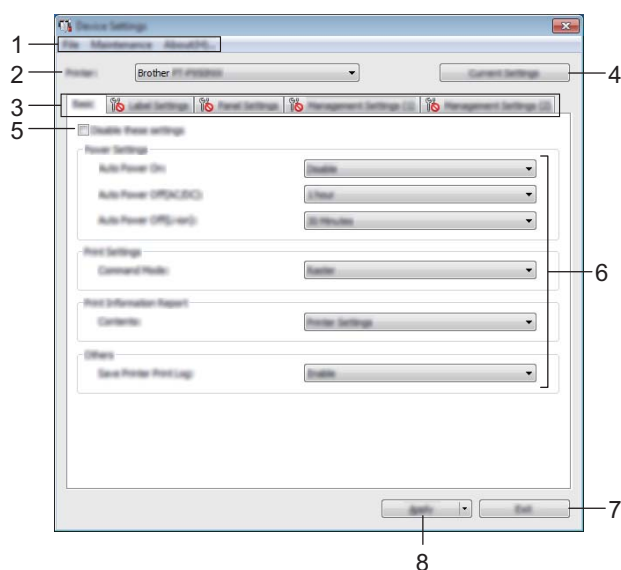 Device Settings
1
File Maintenance About(H)...
2
Printer: Brother
Current Settings
4
3
Basic Label Settings Panel Settings Management Settings (1) Management Settings (2)
5
Disable these settings
Power Settings
Auto Power On: Disable
Auto Power Off(AC/DC): 1 hour
Auto Power Off(Li-ion): 30 Minutes
Print Settings
Command Mode: Raster
6
Print Information Report
Contents: Printer Settings
Others
Save Printer Print Log: Enable
Apply Exit
7
8